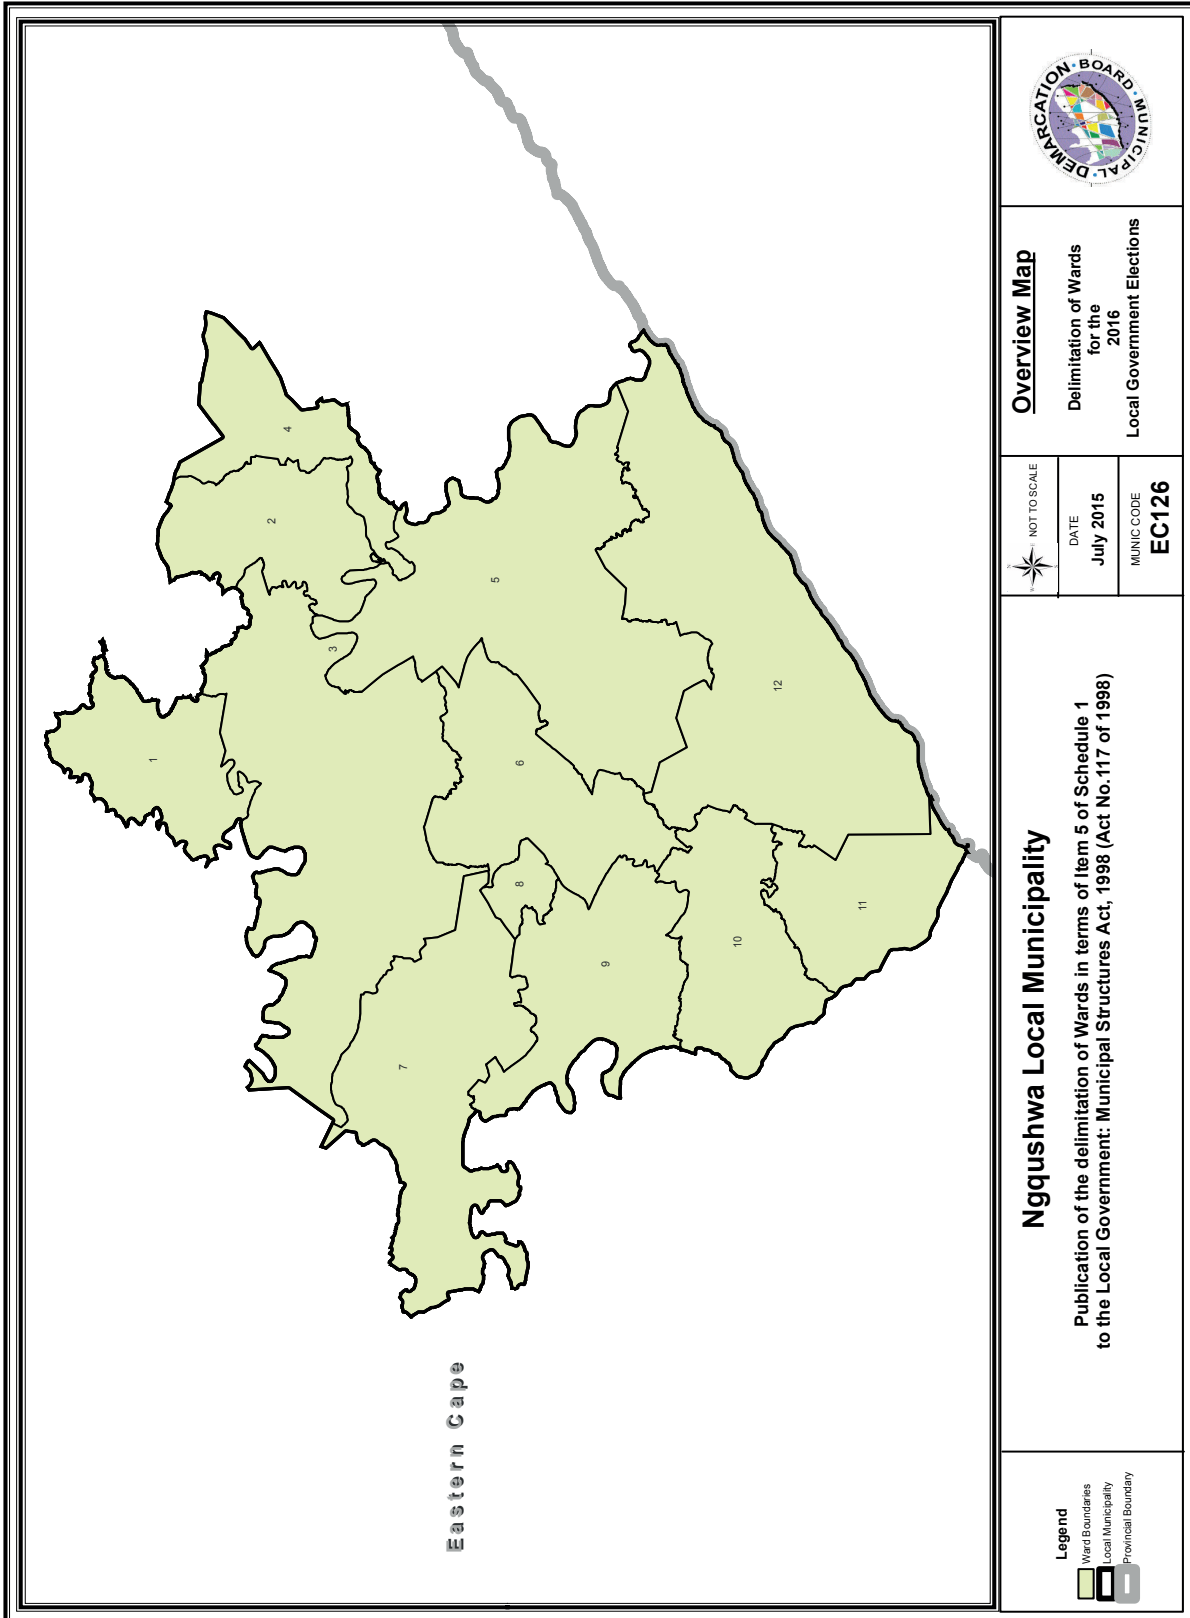 1
2
3
4
5
6
7
8
9
10
11
12
Eastern Cape
Legend
Ward Boundaries
Local Municipality
Provincial Boundary
Ngqushwa Local Municipality
Publication of the delimitation of Wards in terms of Item 5 of Schedule 1
to the Local Government: Municipal Structures Act, 1998 (Act No.117 of 1998)
NOT TO SCALE
DATE
July 2015
MUNIC CODE
EC126
Overview Map
Delimitation of Wards
for the
2016
Local Government Elections
MUNICIPAL · DEMARCATION · BOARD ·